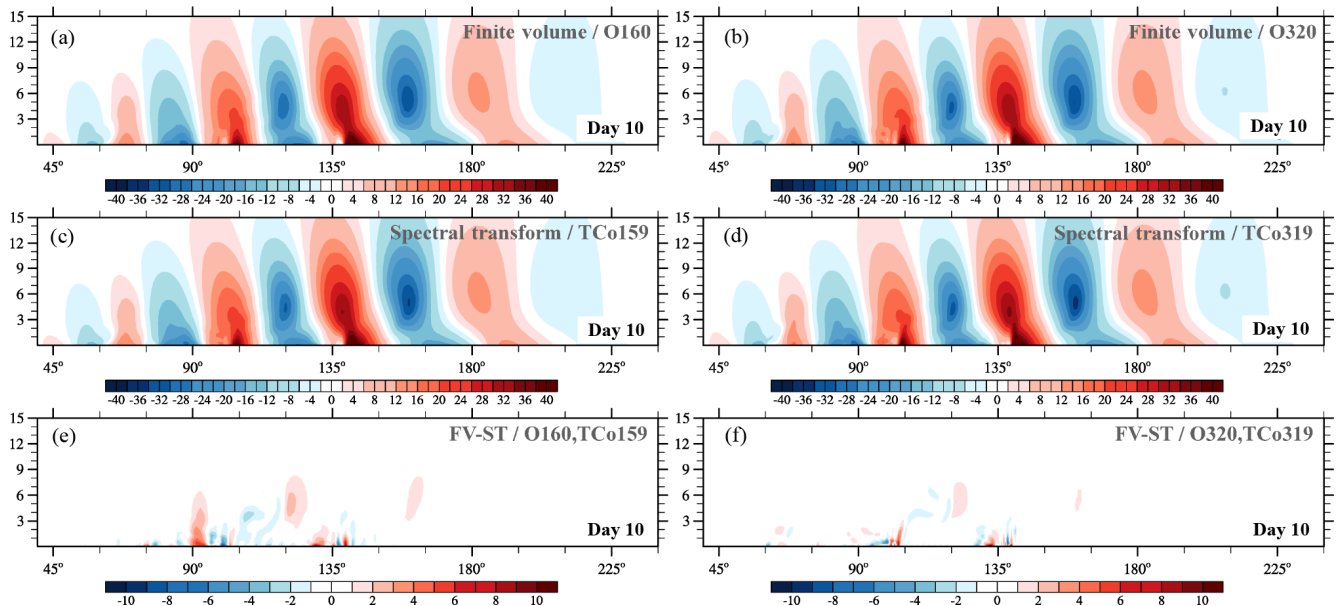 15
12
9
6
3
(a)
Finite volume / O160
Day 10
45° 90° 135° 180° 225°
-40 -36 -32 -28 -24 -20 -16 -12 -8 -4 0 4 8 12 16 20 24 28 32 36 40
15
12
9
6
3
(b)
Finite volume / O320
Day 10
45° 90° 135° 180° 225°
-40 -36 -32 -28 -24 -20 -16 -12 -8 -4 0 4 8 12 16 20 24 28 32 36 40
15
12
9
6
3
(c)
Spectral transform / TCo159
Day 10
45° 90° 135° 180° 225°
-40 -36 -32 -28 -24 -20 -16 -12 -8 -4 0 4 8 12 16 20 24 28 32 36 40
15
12
9
6
3
(d)
Spectral transform / TCo319
Day 10
45° 90° 135° 180° 225°
-40 -36 -32 -28 -24 -20 -16 -12 -8 -4 0 4 8 12 16 20 24 28 32 36 40
15
12
9
6
3
(e)
FV-ST / O160,TCo159
Day 10
45° 90° 135° 180° 225°
-10 -8 -6 -4 -2 0 2 4 6 8 10
15
12
9
6
3
(f)
FV-ST / O320,TCo319
Day 10
45° 90° 135° 180° 225°
-10 -8 -6 -4 -2 0 2 4 6 8 10